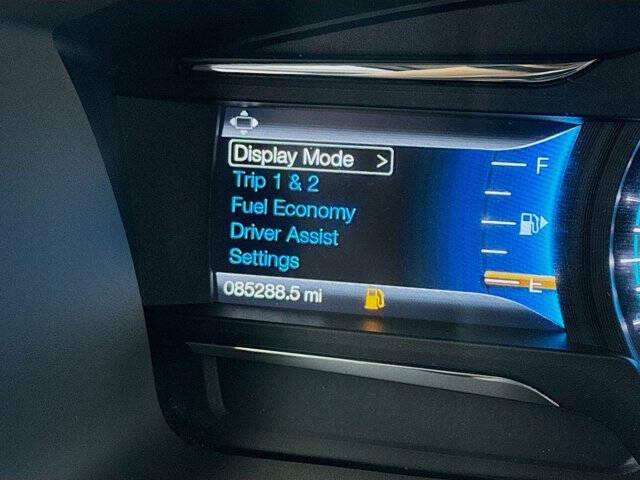 Display Mode >
F
Trip 1 & 2
Fuel Economy
Driver Assist
Settings
E
085288.5 mi